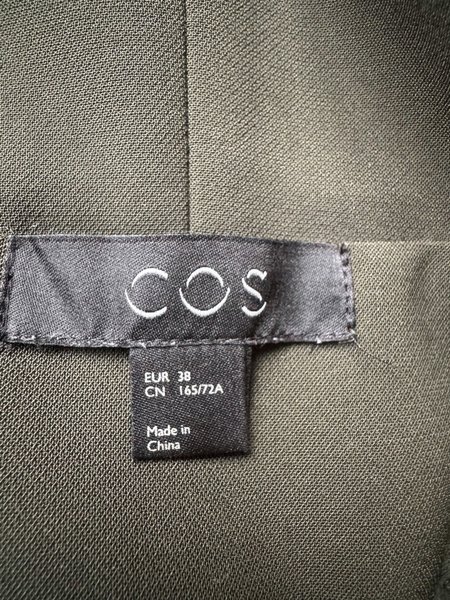 COS
EUR 38
CN 165/72A
Made in
China